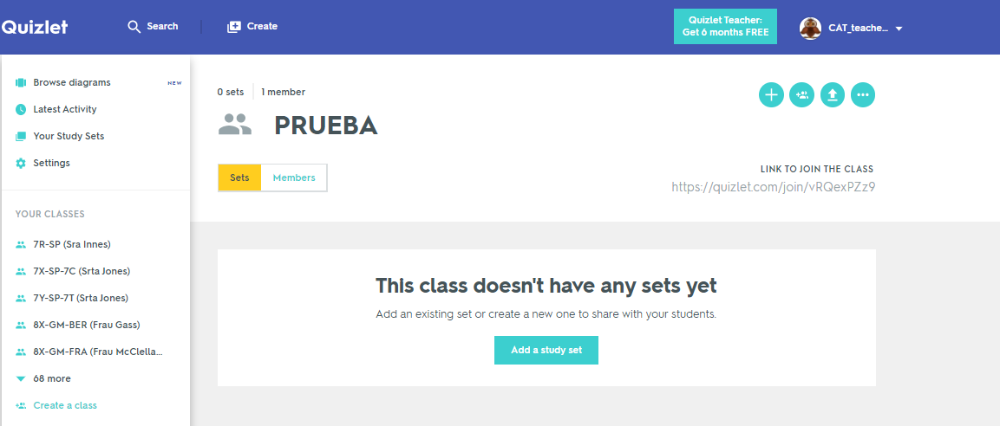 Quizlet
Search
Create
Quizlet Teacher:
Get 6 months FREE
CAT_teache...
Browse diagrams
NEW
Latest Activity
Your Study Sets
Settings
YOUR CLASSES
7R-SP (Sra Innes)
7X-SP-7C (Srta Jones)
7Y-SP-7T (Srta Jones)
8X-GM-BER (Frau Gass)
8X-GM-FRA (Frau McClella...
68 more
Create a class
0 sets
1 member
PRUEBA
Sets
Members
LINK TO JOIN THE CLASS
https://quizlet.com/join/vRQexPZz9
This class doesn't have any sets yet
Add an existing set or create a new one to share with your students.
Add a study set